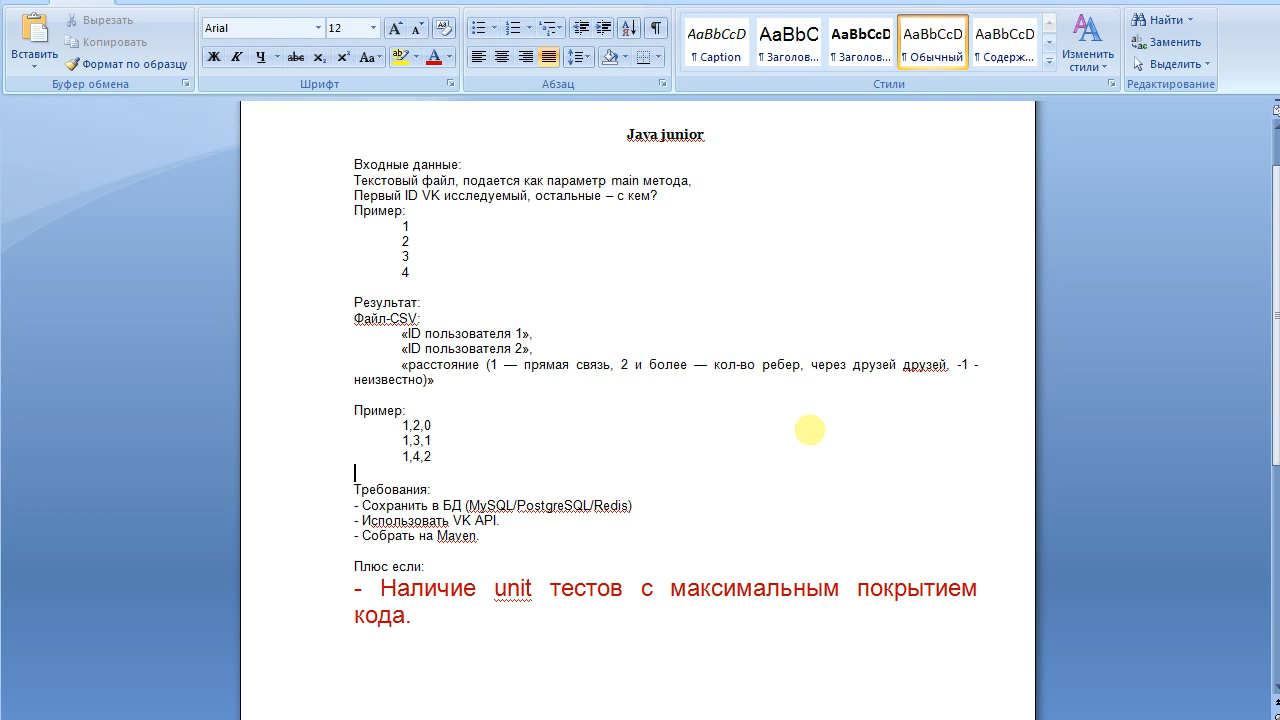 Вырезать
Копировать
Формат по образцу
Вставить
Буфер обмена
Arial
12
Ж К Ч abc x₂ x² Aa
Шрифт
Абзац
AaBbCcD AaBbC AaBbCcD AaBbCcD AaBbCcD
¶ Caption ¶ Заголов... ¶ Заголов... ¶ Обычный ¶ Содерж...
Изменить
стили
Стили
Найти
Заменить
Выделить
Редактирование
Java junior
Входные данные:
Текстовый файл, подается как параметр main метода,
Первый ID VK исследуемый, остальные – с кем?
Пример:
1
2
3
4
Результат:
Файл-CSV:
«ID пользователя 1»,
«ID пользователя 2»,
«расстояние (1 — прямая связь, 2 и более — кол-во ребер, через друзей друзей, -1 -
неизвестно)»
Пример:
1,2,0
1,3,1
1,4,2
Требования:
- Сохранить в БД (MySQL/PostgreSQL/Redis)
- Использовать VK API.
- Собрать на Maven.
Плюс если:
- Наличие unit тестов с максимальным покрытием
кода.